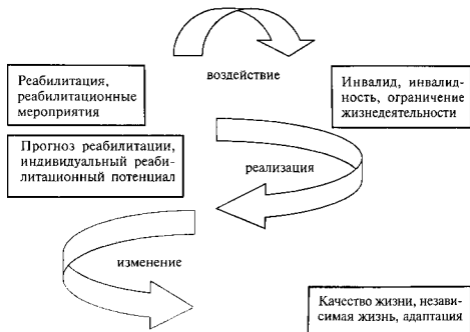 воздействие
Реабилитация,
реабилитационные
мероприятия
Инвалид, инвалид-
ность, ограничение
жизнедеятельности
Прогноз реабилитации,
индивидуальный реаби-
литационный потенциал
реализация
изменение
Качество жизни, незави-
симая жизнь, адаптация